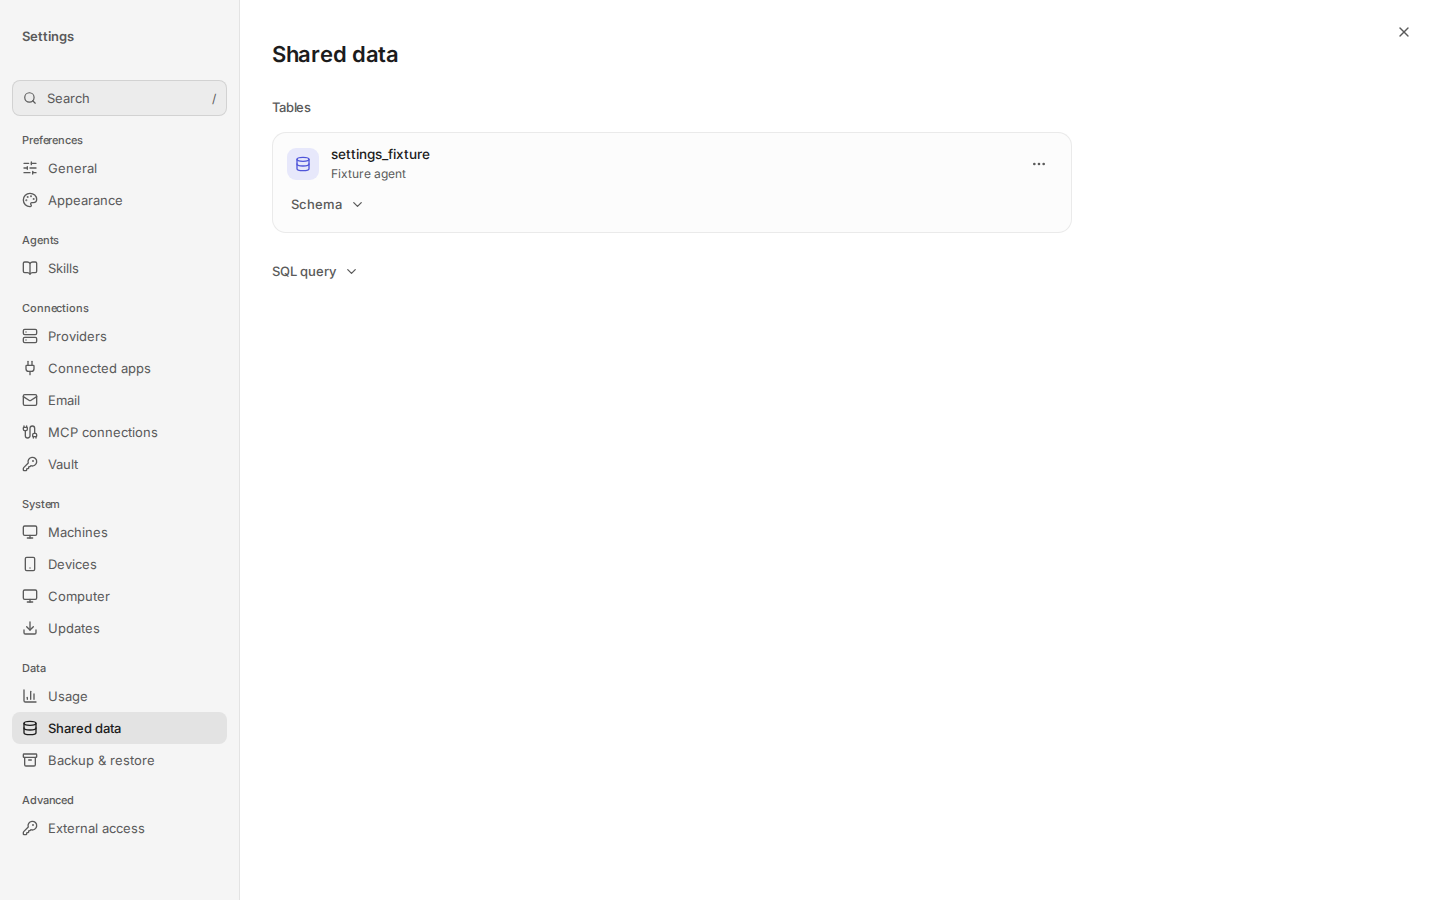 Settings
Search /
Preferences
General
Appearance
Agents
Skills
Connections
Providers
Connected apps
Email
MCP connections
Vault
System
Machines
Devices
Computer
Updates
Data
Usage
Shared data
Backup & restore
Advanced
External access
Shared data
Tables
settings_fixture
Fixture agent
Schema
SQL query